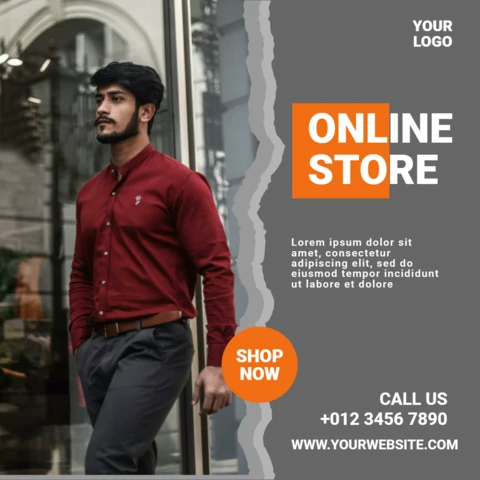 YOUR
LOGO
ONLINE
STORE
Lorem ipsum dolor sit
amet, consectetur
adipiscing elit, sed do
eiusmod tempor incididunt
ut labore et dolore
SHOP
NOW
CALL US
+012 3456 7890
WWW.YOURWEBSITE.COM